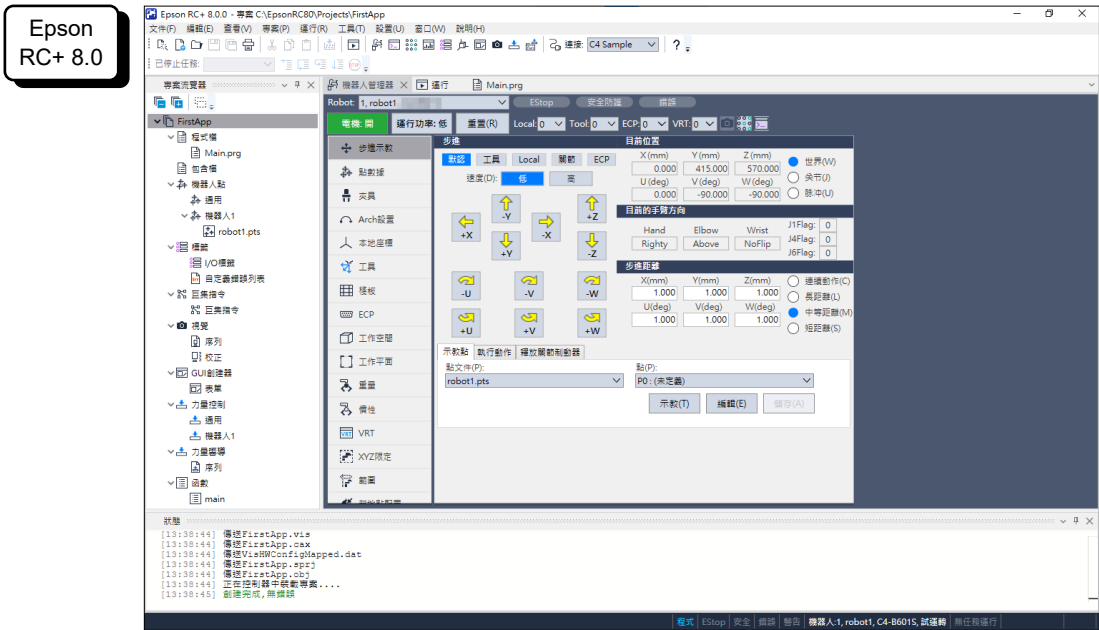 Epson
RC+ 8.0
Epson RC+ 8.0.0 - 專案 C:\EpsonRC80\Projects\FirstApp
文件(F) 編輯(E) 查看(V) 專案(P) 運行(R) 工具(T) 設置(U) 窗口(W) 說明(H)
連接: C4 Sample
已停止任務:
專案流覽器
機器人管理器 運行 Main.prg
Robot: 1, robot1 EStop 安全防護 錯誤
電機: 開 運行功率: 低 重置(R) Local: 0 Tool: 0 ECP: 0 VRT: 0
FirstApp
程式檔
Main.prg
包含檔
機器人點
通用
機器人1
robot1.pts
標籤
I/O標籤
自定義錯誤列表
巨集指令
巨集指令
視覺
序列
校正
GUI創建器
表單
力量控制
通用
機器人1
力量響導
序列
函數
main
步進示教
點數據
夾具
Arch設置
本地座標
工具
棧板
ECP
工作空間
工作平面
重量
慣性
VRT
XYZ限定
範圍
步進
默認 工具 Local 關節 ECP
速度(D): 低 高
-Y
+Z
+X
-X
+Y
-Z
-U
-V
-W
+U
+V
+W
目前位置
X (mm) Y (mm) Z (mm)
0.000 415.000 570.000
U (deg) V (deg) W (deg)
0.000 -90.000 -90.000
世界(W)
关节(J)
脉冲(U)
目前的手臂方向
Hand Elbow Wrist
Righty Above NoFlip
J1Flag: 0
J4Flag: 0
J6Flag: 0
步進距離
X(mm) Y(mm) Z(mm)
1.000 1.000 1.000
U(deg) V(deg) W(deg)
1.000 1.000 1.000
連續動作(C)
長距離(L)
中等距離(M)
短距離(S)
示教點 執行動作 釋放關節制動器
點文件(P): 點(P):
robot1.pts P0 : (未定義)
示教(T) 編輯(E) 儲存(A)
狀態
[13:38:44] 傳送FirstApp.vis
[13:38:44] 傳送FirstApp.cax
[13:38:44] 傳送VisHWConfigMapped.dat
[13:38:44] 傳送FirstApp.sprj
[13:38:44] 傳送FirstApp.obj
[13:38:44] 正在控制器中裝載專案....
[13:38:45] 創建完成,無錯誤
程式 EStop 安全 錯誤 警告 機器人:1, robot1, C4-B601S, 試運轉 無任務運行